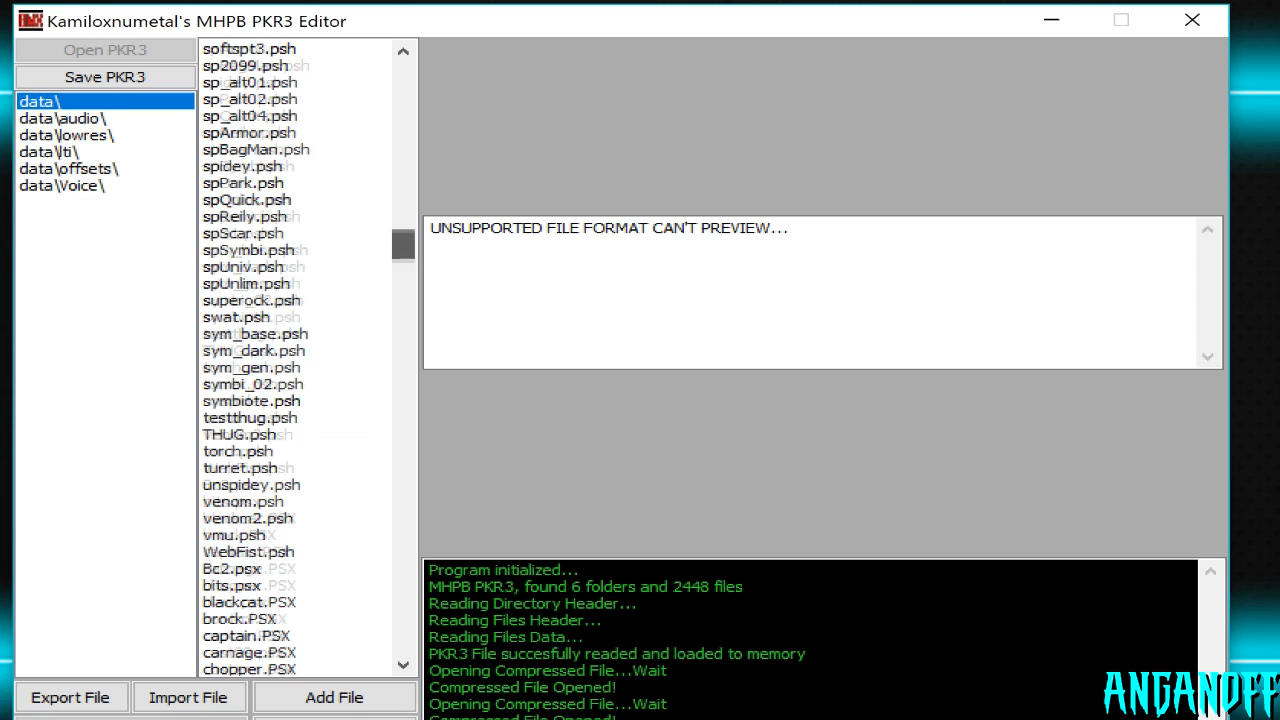 Kamiloxnumetal's MHPB PKR3 Editor
Open PKR3
Save PKR3
data\
data\audio\
data\lowres\
data\lti\
data\offsets\
data\Voice\
softspt3.psh
sp2099.psh
sp_alt01.psh
sp_alt02.psh
sp_alt04.psh
spArmor.psh
spBagMan.psh
spidey.psh
spPark.psh
spQuick.psh
spReily.psh
spScar.psh
spSymbi.psh
spUniv.psh
spUnlim.psh
superock.psh
swat.psh
sym_base.psh
sym_dark.psh
sym_gen.psh
symbi_02.psh
symbiote.psh
testthug.psh
THUG.psh
torch.psh
turret.psh
unspidey.psh
venom.psh
venom2.psh
vmu.psh
WebFist.psh
Bc2.psx
bits.psx
blackcat.PSX
brock.PSX
captain.PSX
carnage.PSX
chopper.PSX
UNSUPPORTED FILE FORMAT CAN'T PREVIEW...
Program initialized...
MHPB PKR3, found 6 folders and 2448 files
Reading Directory Header...
Reading Files Header...
Reading Files Data...
PKR3 File succesfully readed and loaded to memory
Opening Compressed File...Wait
Compressed File Opened!
Opening Compressed File...Wait
Compressed File Opened!
Export File
Import File
Add File
ANGANOFF